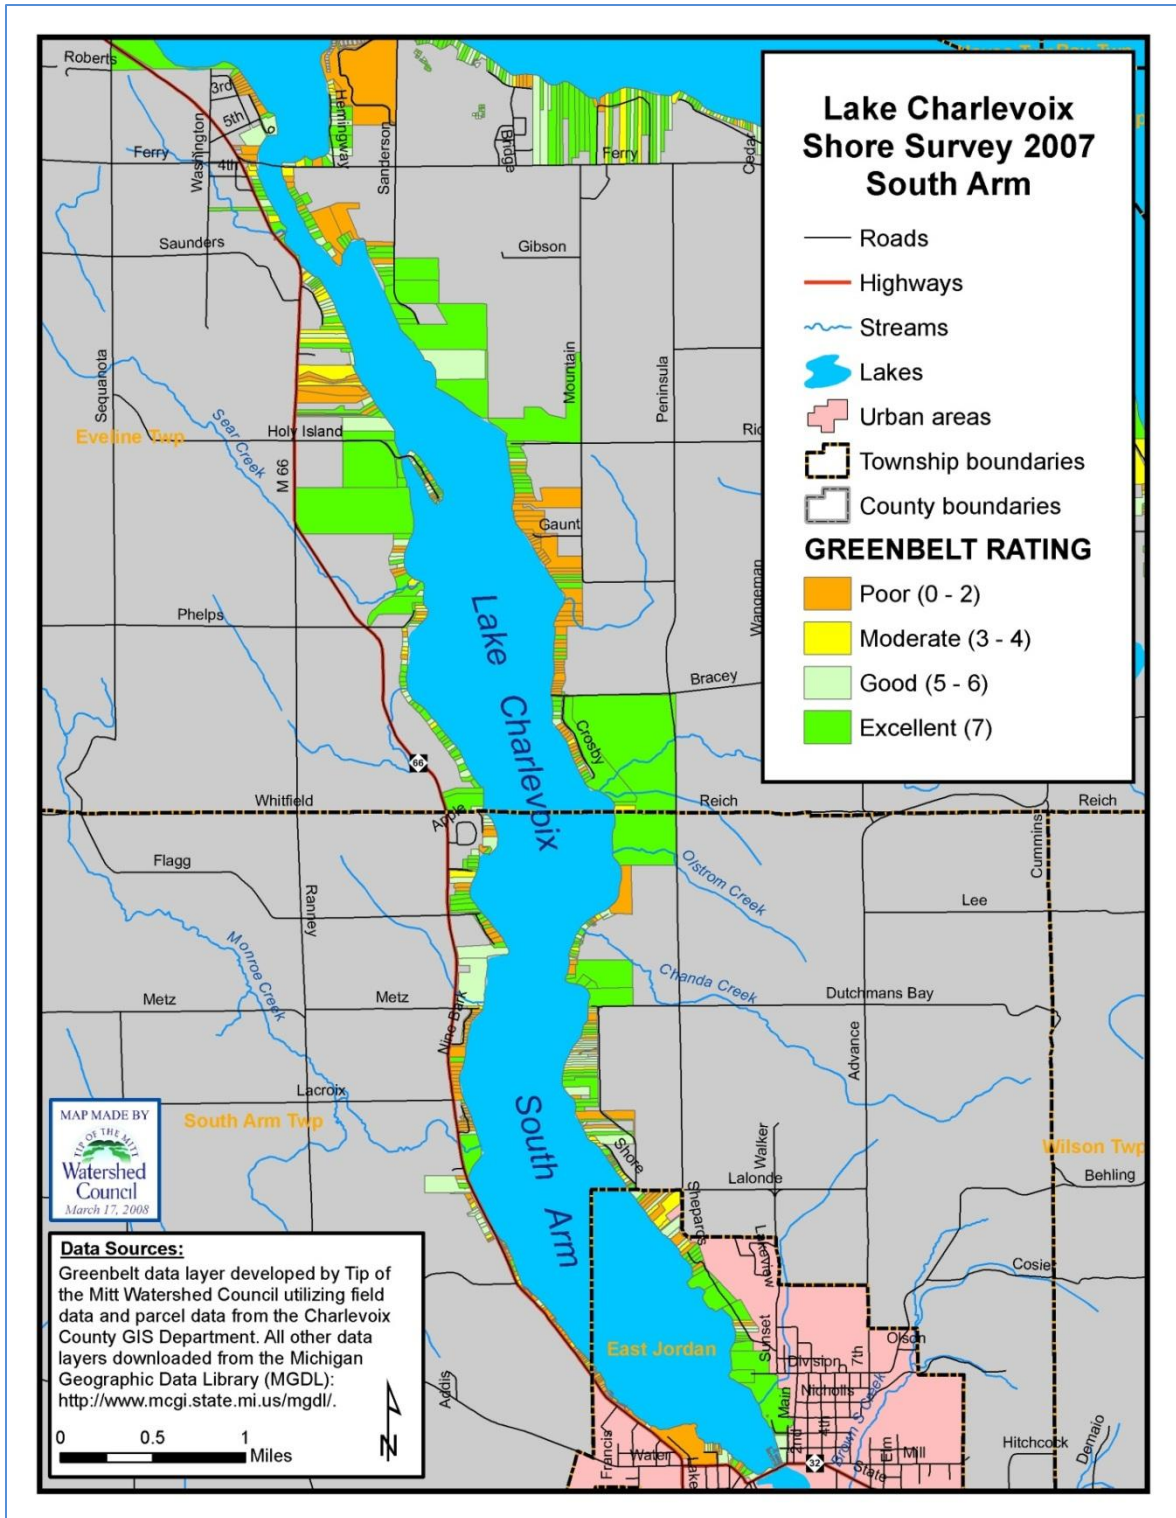 Lake Charlevoix
Shore Survey 2007
South Arm
Roads
Highways
Streams
Lakes
Urban areas
Township boundaries
County boundaries
GREENBELT RATING
Poor (0 - 2)
Moderate (3 - 4)
Good (5 - 6)
Excellent (7)
Roberts
3rd
5th
Washington
Ferry
4th
Hemingway
Sanderson
Bridge
Ferry
Cedar
Saunders
Gibson
Sequanota
Mountain
Peninsula
Eveline Twp
Sear Creek
Holy Island
M 66
Gaunt
Wangeman
Phelps
Lake Charlevoix
Bracey
Crosby
66
Whitfield
Apple
Reich
Reich
Flagg
Ranney
Olstrom Creek
Cummins
Lee
Monroe Creek
Chanda Creek
Metz
Metz
Nine Bark
Dutchmans Bay
Advance
Lacroix
South Arm Twp
South Arm
Shore
Walker
Lalonde
Wilson Twp
Behling
Shepards
Lakeview
Cosier
Sunset
East Jordan
Olson
Division
7th
Nicholls
Main
4th
2nd
Brown S Creek
Addis
Francis
Water
Lake
32
State
Elm
Mill
Hitchcock
Demaio
MAP MADE BY
TIP OF THE MITT
Watershed
Council
March 17, 2008
Data Sources:
Greenbelt data layer developed by Tip of
the Mitt Watershed Council utilizing field
data and parcel data from the Charlevoix
County GIS Department. All other data
layers downloaded from the Michigan
Geographic Data Library (MGDL):
http://www.mcgi.state.mi.us/mgdl/.
0 0.5 1
Miles
N